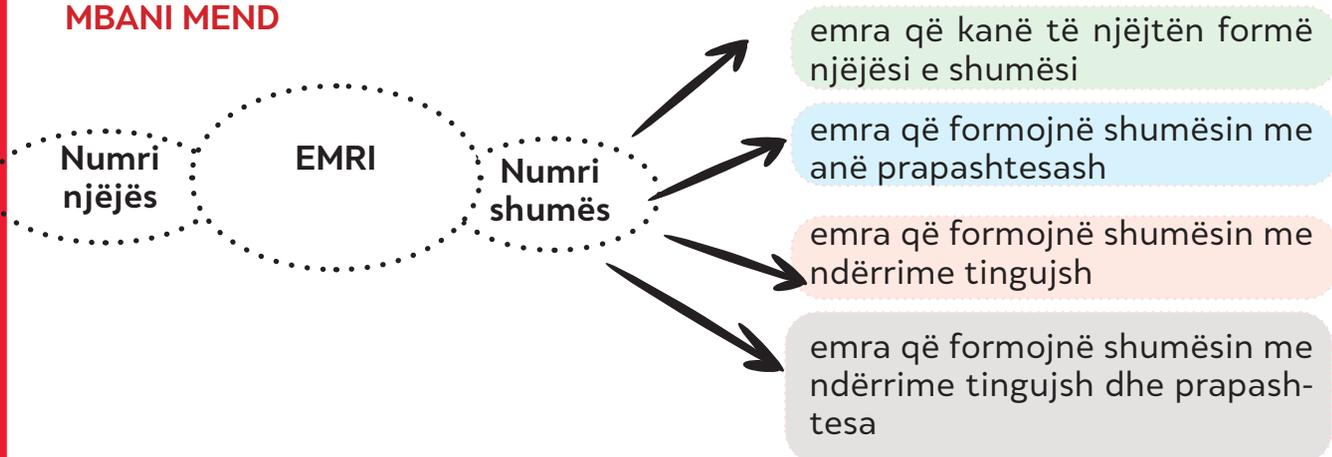 MBANI MEND
Numri
njëjës
EMRI
Numri
shumës
emra që kanë të njëjtën formë
njëjësi e shumësi
emra që formojnë shumësin me
anë prapashtesash
emra që formojnë shumësin me
ndërrime tingujsh
emra që formojnë shumësin me
ndërrime tingujsh dhe prapash-
tesa